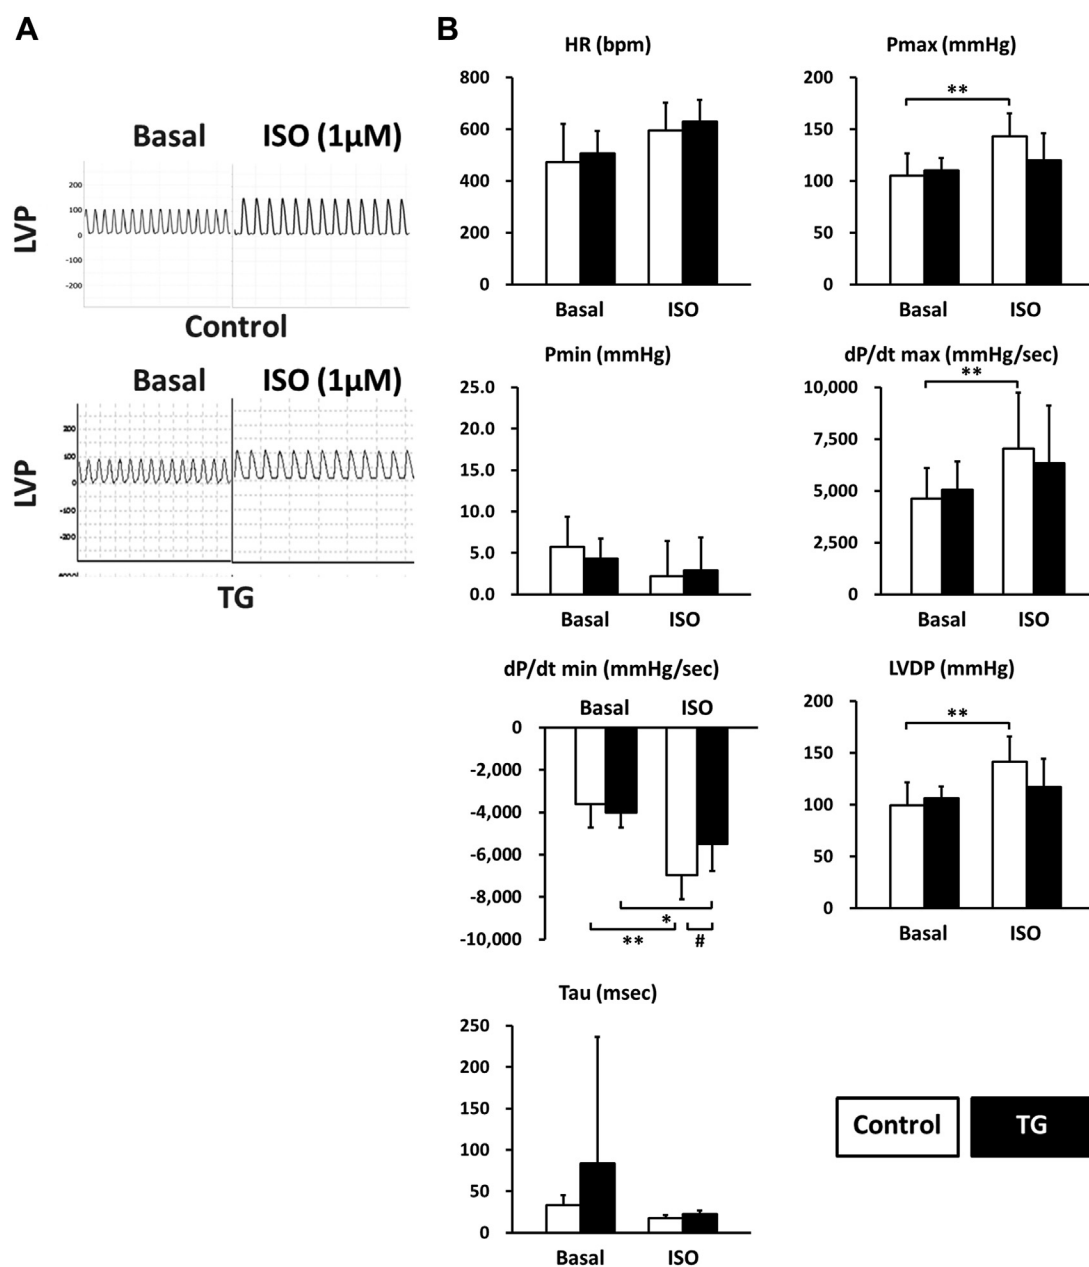 A
Basal ISO (1μM)
LVP
200
100
0
-100
-200
Control
Basal ISO (1μM)
LVP
200
100
0
-100
-200
TG
B
HR (bpm)
800
600
400
200
0
Basal ISO
Pmax (mmHg)
200
150
100
50
0
**
Basal ISO
Pmin (mmHg)
25.0
20.0
15.0
10.0
5.0
0.0
Basal ISO
dP/dt max (mmHg/sec)
10,000
7,500
5,000
2,500
0
**
Basal ISO
dP/dt min (mmHg/sec)
Basal ISO
0
-2,000
-4,000
-6,000
-8,000
-10,000
*
** #
LVDP (mmHg)
200
150
100
50
0
**
Basal ISO
Tau (msec)
250
200
150
100
50
0
Basal ISO
Control TG